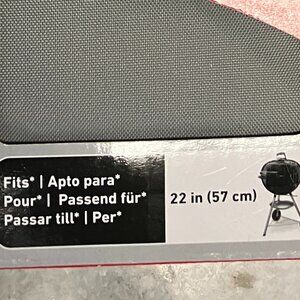 Fits* | Apto para*
Pour* | Passend für*
Passar till* | Per*
22 in (57 cm)